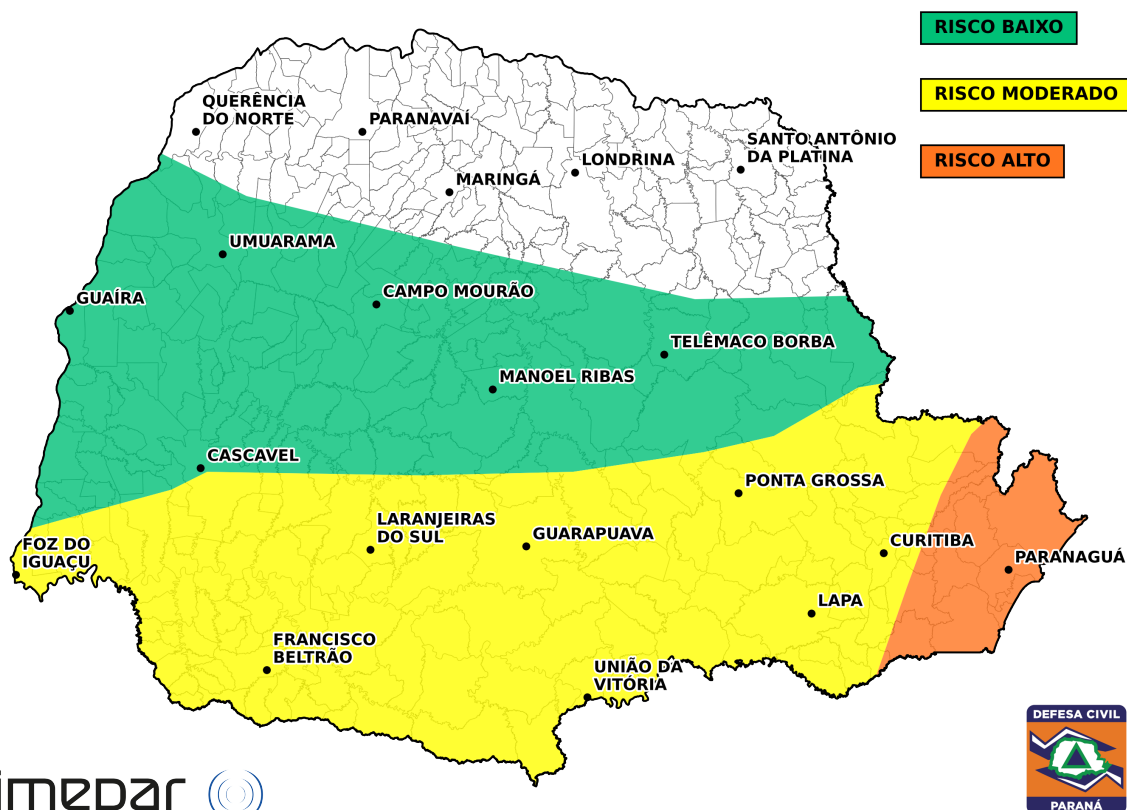 RISCO BAIXO
RISCO MODERADO
RISCO ALTO
QUERÊNCIA
DO NORTE
PARANAVAÍ
SANTO ANTÔNIO
DA PLATINA
LONDRINA
MARINGÁ
UMUARAMA
GUAÍRA
CAMPO MOURÃO
TELÊMACO BORBA
MANOEL RIBAS
CASCAVEL
PONTA GROSSA
LARANJEIRAS
DO SUL
GUARAPUAVA
CURITIBA
FOZ DO
IGUAÇU
PARANAGUÁ
LAPA
FRANCISCO
BELTRÃO
UNIÃO DA
VITÓRIA
DEFESA CIVIL
PARANÁ
imepar